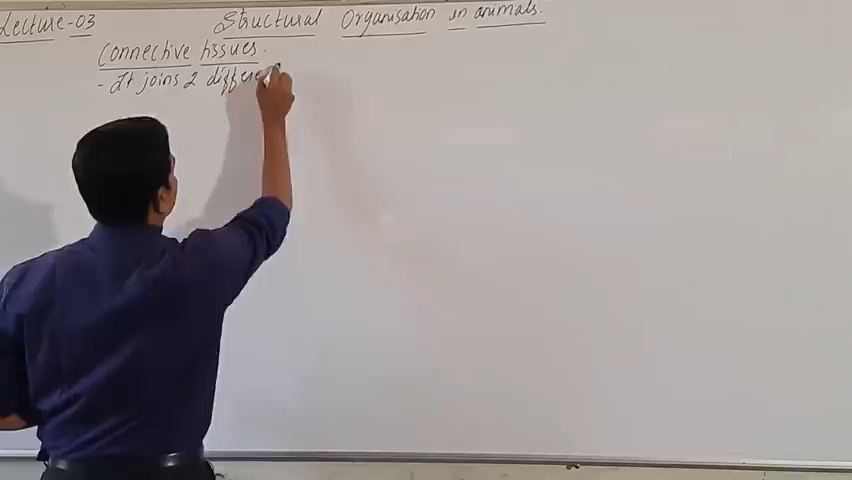 Lecture-03 Structural Organisation in animals.
Connective tissues.
- It joins 2 differe